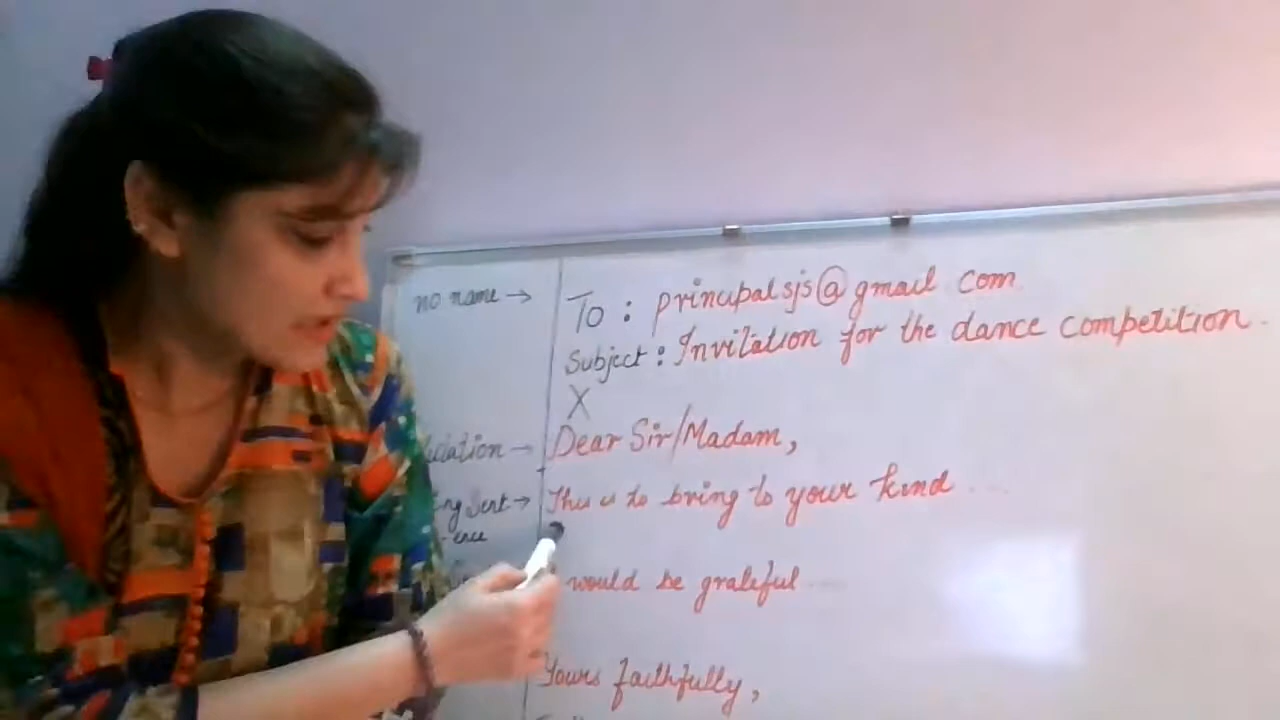 no name → To : principalsjs@gmail com
Subject : Invitation for the dance competition.
X
→ Dear Sir/Madam,
→ This is to bring to your kind ....
would be grateful ....
Yours faithfully,